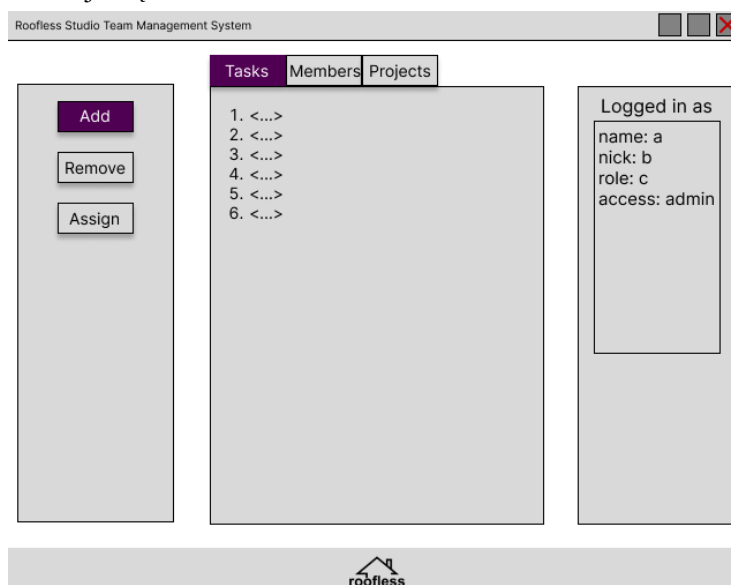 Roofless Studio Team Management System
Tasks
Members
Projects
Add
Remove
Assign
1. <...>
2. <...>
3. <...>
4. <...>
5. <...>
6. <...>
Logged in as
name: a
nick: b
role: c
access: admin
roofless